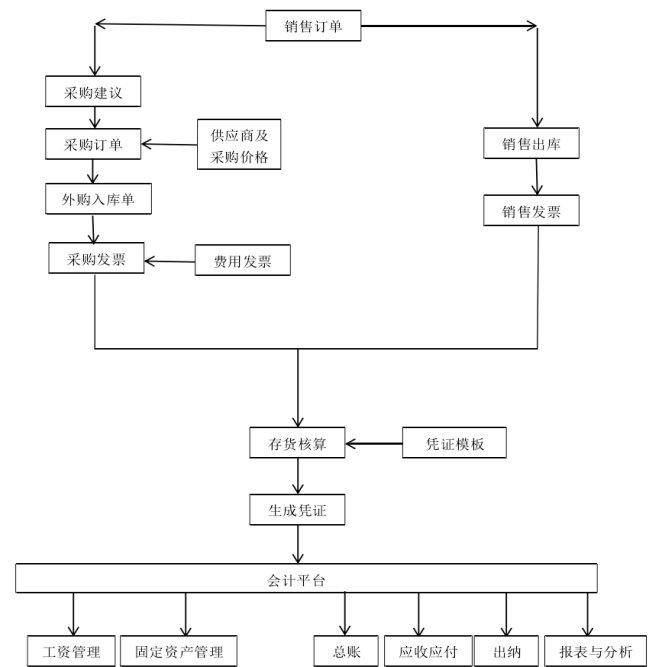 销售订单
采购建议
采购订单
供应商及
采购价格
销售出库
外购入库单
销售发票
采购发票
费用发票
存货核算
凭证模板
生成凭证
会计平台
工资管理
固定资产管理
总账
应收应付
出纳
报表与分析